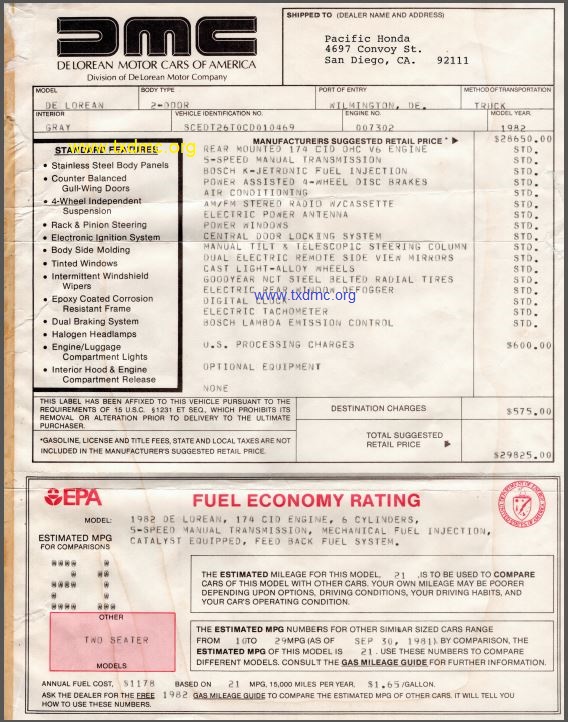 DMC
DE LOREAN MOTOR CARS OF AMERICA
Division of De Lorean Motor Company
SHIPPED TO (DEALER NAME AND ADDRESS)
Pacific Honda
4697 Convoy St.
San Diego, CA. 92111
MODEL BODY TYPE PORT OF ENTRY METHOD OF TRANSPORTATION
DE LOREAN 2-DOOR WILMINGTON, DE. TRUCK
INTERIOR VEHICLE IDENTIFICATION NO. ENGINE NO. MODEL YEAR
GRAY SCEDT26T0CD010469 007302 1982
www.txdmc.org
STANDARD FEATURES
• Stainless Steel Body Panels
• Counter Balanced
Gull-Wing Doors
• 4-Wheel Independent
Suspension
• Rack & Pinion Steering
• Electronic Ignition System
• Body Side Molding
• Tinted Windows
• Intermittent Windshield
Wipers
• Epoxy Coated Corrosion
Resistant Frame
• Dual Braking System
• Halogen Headlamps
• Engine/Luggage
Compartment Lights
• Interior Hood & Engine
Compartment Release
MANUFACTURERS SUGGESTED RETAIL PRICE * $28650.00
REAR MOUNTED 174 CID OHC V6 ENGINE STD.
5-SPEED MANUAL TRANSMISSION STD.
BOSCH K-JETRONIC FUEL INJECTION STD.
POWER ASSISTED 4-WHEEL DISC BRAKES STD.
AIR CONDITIONING STD.
AM/FM STEREO RADIO W/CASSETTE STD.
ELECTRIC POWER ANTENNA STD.
POWER WINDOWS STD.
CENTRAL DOOR LOCKING SYSTEM STD.
MANUAL TILT & TELESCOPIC STEERING COLUMN STD.
DUAL ELECTRIC REMOTE SIDE VIEW MIRRORS STD.
CAST LIGHT-ALLOY WHEELS STD.
GOODYEAR NCT STEEL BELTED RADIAL TIRES STD.
ELECTRIC REAR WINDOW DEFOGGER STD.
www.txdmc.org
DIGITAL CLOCK STD.
ELECTRIC TACHOMETER STD.
BOSCH LAMBDA EMISSION CONTROL STD.
U.S. PROCESSING CHARGES $600.00
OPTIONAL EQUIPMENT
NONE
THIS LABEL HAS BEEN AFFIXED TO THIS VEHICLE PURSUANT TO THE
REQUIREMENTS OF 15 U.S.C. §1231 ET SEQ., WHICH PROHIBITS ITS
REMOVAL OR ALTERATION PRIOR TO DELIVERY TO THE ULTIMATE
PURCHASER.
*GASOLINE, LICENSE AND TITLE FEES, STATE AND LOCAL TAXES ARE NOT
INCLUDED IN THE MANUFACTURER'S SUGGESTED RETAIL PRICE.
DESTINATION CHARGES $575.00
TOTAL SUGGESTED
RETAIL PRICE $29825.00
EPA FUEL ECONOMY RATING
MODEL: 1982 DE LOREAN, 174 CID ENGINE, 6 CYLINDERS,
5-SPEED MANUAL TRANSMISSION, MECHANICAL FUEL INJECTION,
CATALYST EQUIPPED, FEED BACK FUEL SYSTEM.
ESTIMATED MPG
FOR COMPARISONS
21
THE ESTIMATED MILEAGE FOR THIS MODEL, 21 ,IS TO BE USED TO COMPARE
CARS OF THIS MODEL WITH OTHER CARS. YOUR OWN MILEAGE MAY BE POORER
DEPENDING UPON OPTIONS, DRIVING CONDITIONS, YOUR DRIVING HABITS, AND
YOUR CAR'S OPERATING CONDITION.
OTHER
TWO SEATER
MODELS
THE ESTIMATED MPG NUMBERS FOR OTHER SIMILAR SIZED CARS RANGE
FROM 10 TO 29 MPG (AS OF SEP 30, 1981). BY COMPARISON, THE
ESTIMATED MPG OF THIS MODEL IS 21. USE THESE NUMBERS TO COMPARE
DIFFERENT MODELS. CONSULT THE GAS MILEAGE GUIDE FOR FURTHER INFORMATION.
ANNUAL FUEL COST, $1178 BASED ON 21 MPG, 15,000 MILES PER YEAR, $1.65/GALLON.
ASK THE DEALER FOR THE FREE 1982 GAS MILEAGE GUIDE TO COMPARE THE ESTIMATED MPG OF OTHER CARS. IT WILL TELL YOU
HOW TO USE THESE NUMBERS.